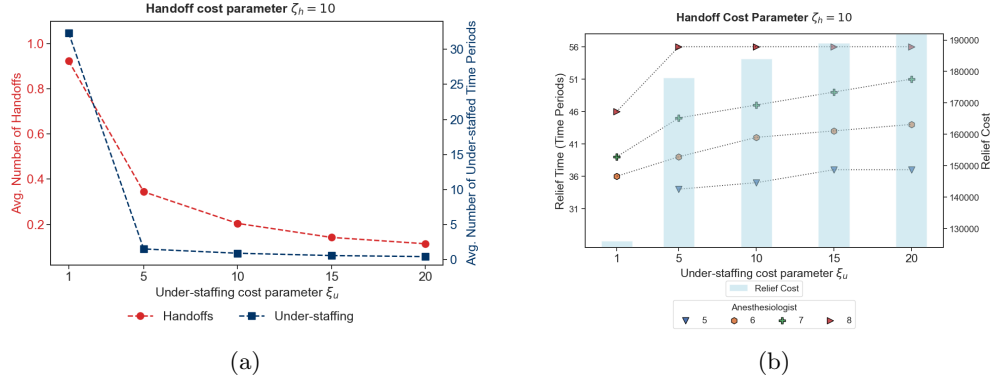 Handoff cost parameter ζh = 10
Avg. Number of Handoffs
1.0
0.8
0.6
0.4
0.2
30
25
20
15
10
5
0
Avg. Number of Under-staffed Time Periods
1 5 10 15 20
Under-staffing cost parameter ξu
Handoffs Under-staffing
(a)
Handoff Cost Parameter ζh = 10
Relief Time (Time Periods)
56
51
46
41
36
31
190000
180000
170000
160000
150000
140000
130000
Relief Cost
1 5 10 15 20
Under-staffing cost parameter ξu
Relief Cost
Anesthesiologist
5 6 7 8
(b)